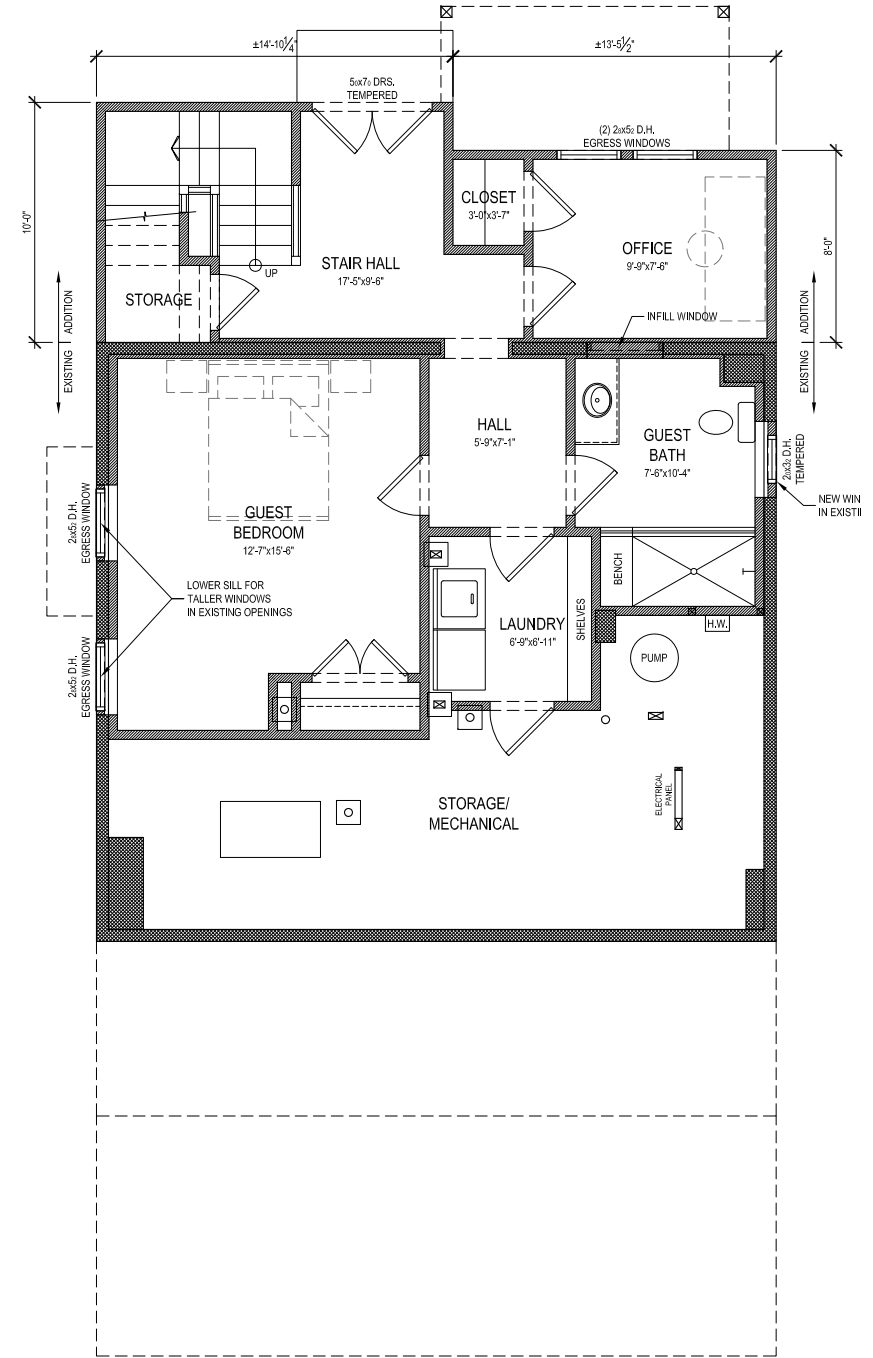 ±14'-10 1/4"
±13'-5 1/2"
5₀x7₀ DRS.
TEMPERED
(2) 2₈x5₂ D.H.
EGRESS WINDOWS
10'-0"
8'-0"
CLOSET
3'-0"x3'-7"
OFFICE
9'-9"x7'-6"
STAIR HALL
17'-5"x9'-6"
UP
STORAGE
INFILL WINDOW
ADDITION
EXISTING
ADDITION
EXISTING
HALL
5'-9"x7'-1"
GUEST
BATH
7'-6"x10'-4"
2₀x3₂ D.H.
TEMPERED
NEW WIN
IN EXISTI
GUEST
BEDROOM
12'-7"x15'-6"
2₈x5₂ D.H.
EGRESS WINDOW
LOWER SILL FOR
TALLER WINDOWS
IN EXISTING OPENINGS
2₈x5₂ D.H.
EGRESS WINDOW
BENCH
LAUNDRY
6'-9"x6'-11"
SHELVES
H.W.
PUMP
ELECTRICAL
PANEL
STORAGE/
MECHANICAL